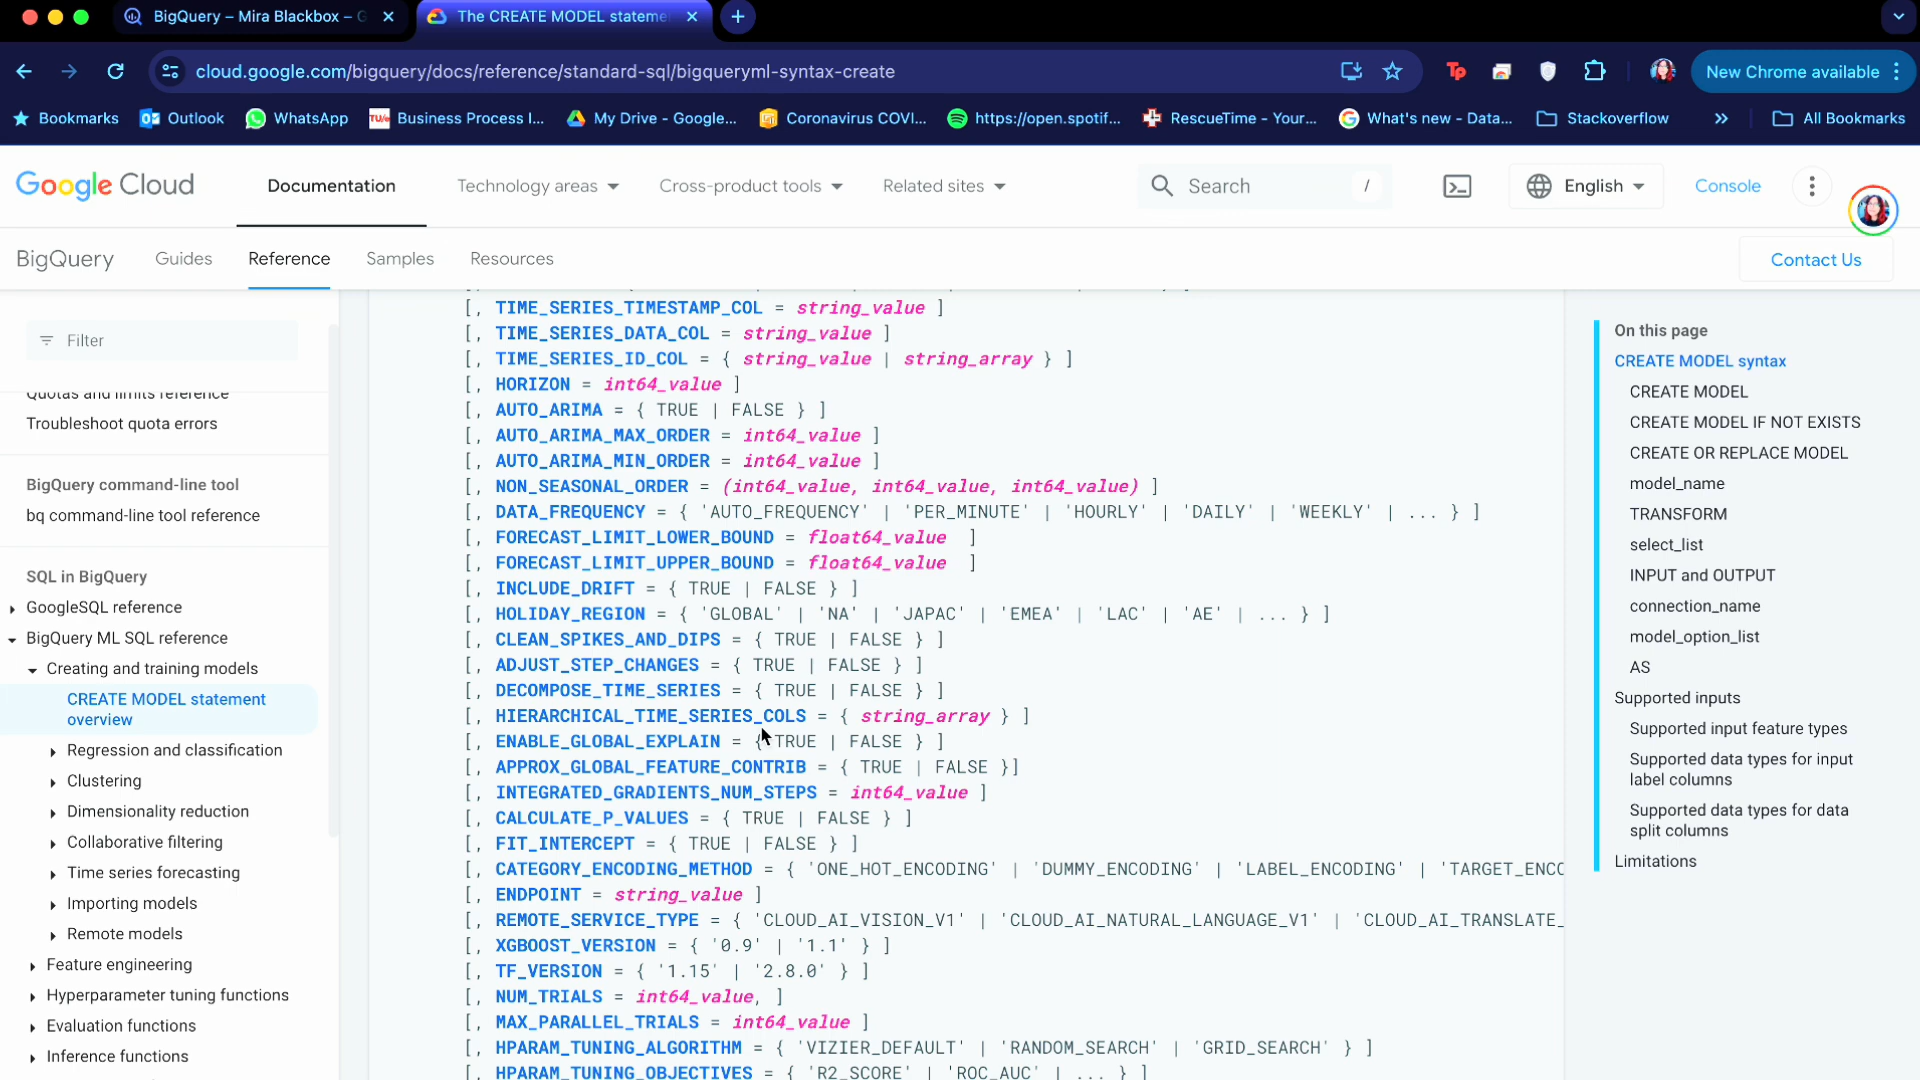 BigQuery – Mira Blackbox – G
The CREATE MODEL stateme
cloud.google.com/bigquery/docs/reference/standard-sql/bigqueryml-syntax-create
New Chrome available
Bookmarks
Outlook
WhatsApp
Business Process I...
My Drive - Google...
Coronavirus COVI...
https://open.spotif...
RescueTime - Your...
What's new - Data...
Stackoverflow
All Bookmarks
Google Cloud
Documentation
Technology areas
Cross-product tools
Related sites
Search
/
English
Console
BigQuery
Guides
Reference
Samples
Resources
Contact Us
Filter
Quotas and limits reference
Troubleshoot quota errors
BigQuery command-line tool
bq command-line tool reference
SQL in BigQuery
GoogleSQL reference
BigQuery ML SQL reference
Creating and training models
CREATE MODEL statement
overview
Regression and classification
Clustering
Dimensionality reduction
Collaborative filtering
Time series forecasting
Importing models
Remote models
Feature engineering
Hyperparameter tuning functions
Evaluation functions
Inference functions
[, TIME_SERIES_TIMESTAMP_COL = string_value ]
[, TIME_SERIES_DATA_COL = string_value ]
[, TIME_SERIES_ID_COL = { string_value | string_array } ]
[, HORIZON = int64_value ]
[, AUTO_ARIMA = { TRUE | FALSE } ]
[, AUTO_ARIMA_MAX_ORDER = int64_value ]
[, AUTO_ARIMA_MIN_ORDER = int64_value ]
[, NON_SEASONAL_ORDER = (int64_value, int64_value, int64_value) ]
[, DATA_FREQUENCY = { 'AUTO_FREQUENCY' | 'PER_MINUTE' | 'HOURLY' | 'DAILY' | 'WEEKLY' | ... } ]
[, FORECAST_LIMIT_LOWER_BOUND = float64_value ]
[, FORECAST_LIMIT_UPPER_BOUND = float64_value ]
[, INCLUDE_DRIFT = { TRUE | FALSE } ]
[, HOLIDAY_REGION = { 'GLOBAL' | 'NA' | 'JAPAC' | 'EMEA' | 'LAC' | 'AE' | ... } ]
[, CLEAN_SPIKES_AND_DIPS = { TRUE | FALSE } ]
[, ADJUST_STEP_CHANGES = { TRUE | FALSE } ]
[, DECOMPOSE_TIME_SERIES = { TRUE | FALSE } ]
[, HIERARCHICAL_TIME_SERIES_COLS = { string_array } ]
[, ENABLE_GLOBAL_EXPLAIN = { TRUE | FALSE } ]
[, APPROX_GLOBAL_FEATURE_CONTRIB = { TRUE | FALSE }]
[, INTEGRATED_GRADIENTS_NUM_STEPS = int64_value ]
[, CALCULATE_P_VALUES = { TRUE | FALSE } ]
[, FIT_INTERCEPT = { TRUE | FALSE } ]
[, CATEGORY_ENCODING_METHOD = { 'ONE_HOT_ENCODING' | 'DUMMY_ENCODING' | 'LABEL_ENCODING' | 'TARGET_ENCO
[, ENDPOINT = string_value ]
[, REMOTE_SERVICE_TYPE = { 'CLOUD_AI_VISION_V1' | 'CLOUD_AI_NATURAL_LANGUAGE_V1' | 'CLOUD_AI_TRANSLATE_
[, XGBOOST_VERSION = { '0.9' | '1.1' } ]
[, TF_VERSION = { '1.15' | '2.8.0' } ]
[, NUM_TRIALS = int64_value, ]
[, MAX_PARALLEL_TRIALS = int64_value ]
[, HPARAM_TUNING_ALGORITHM = { 'VIZIER_DEFAULT' | 'RANDOM_SEARCH' | 'GRID_SEARCH' } ]
[, HPARAM_TUNING_OBJECTIVES = { 'R2_SCORE' | 'ROC_AUC' | ... } ]
On this page
CREATE MODEL syntax
CREATE MODEL
CREATE MODEL IF NOT EXISTS
CREATE OR REPLACE MODEL
model_name
TRANSFORM
select_list
INPUT and OUTPUT
connection_name
model_option_list
AS
Supported inputs
Supported input feature types
Supported data types for input
label columns
Supported data types for data
split columns
Limitations